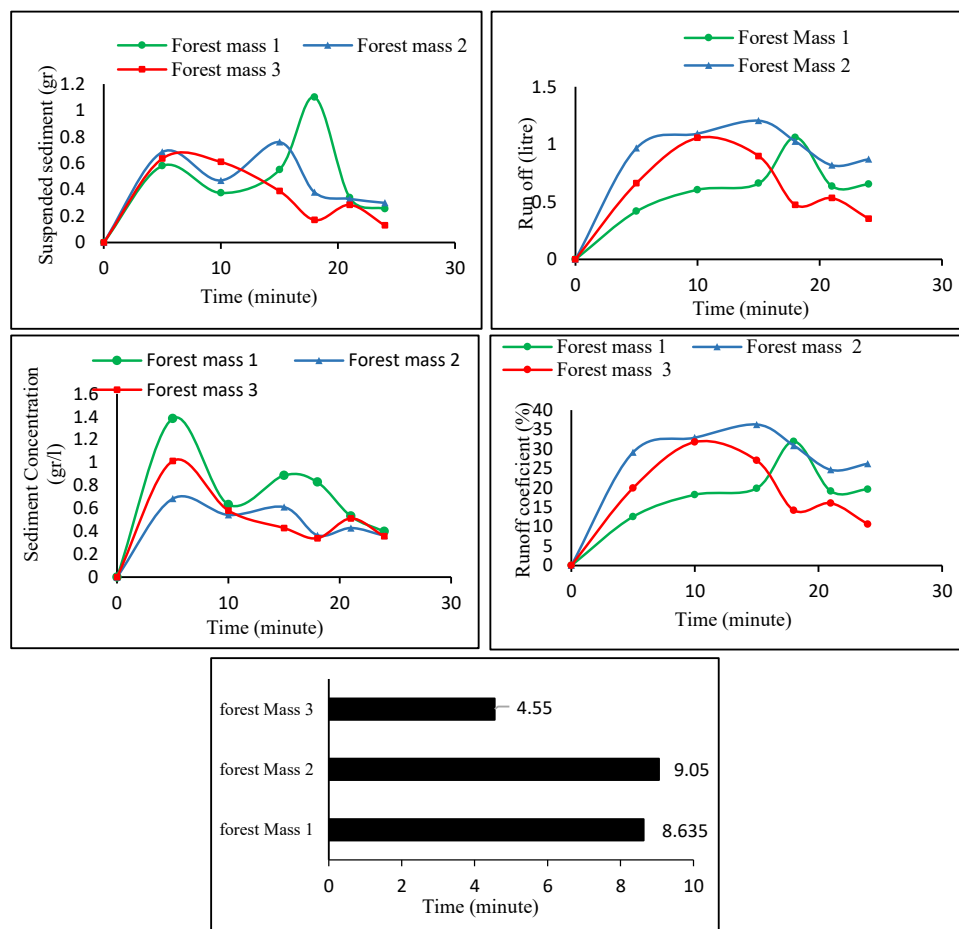 Forest mass 1
Forest mass 2
Forest mass 3
Suspended sediment (gr)
1.2
1
0.8
0.6
0.4
0.2
0
0 10 20 30
Time (minute)
Forest Mass 1
Forest Mass 2
Run off (litre)
1.5
1
0.5
0
0 10 20 30
Time (minute)
Forest mass 1
Forest mass 2
Forest mass 3
Sediment Concentration
(gr/l)
1.6
1.4
1.2
1
0.8
0.6
0.4
0.2
0
0 10 20 30
Time (minute)
Forest mass 1
Forest mass 2
Forest mass 3
Runoff coeficient (%)
40
35
30
25
20
15
10
5
0
0 10 20 30
Time (minute)
forest Mass 3
4.55
forest Mass 2
9.05
forest Mass 1
8.635
0 2 4 6 8 10
Time (minute)